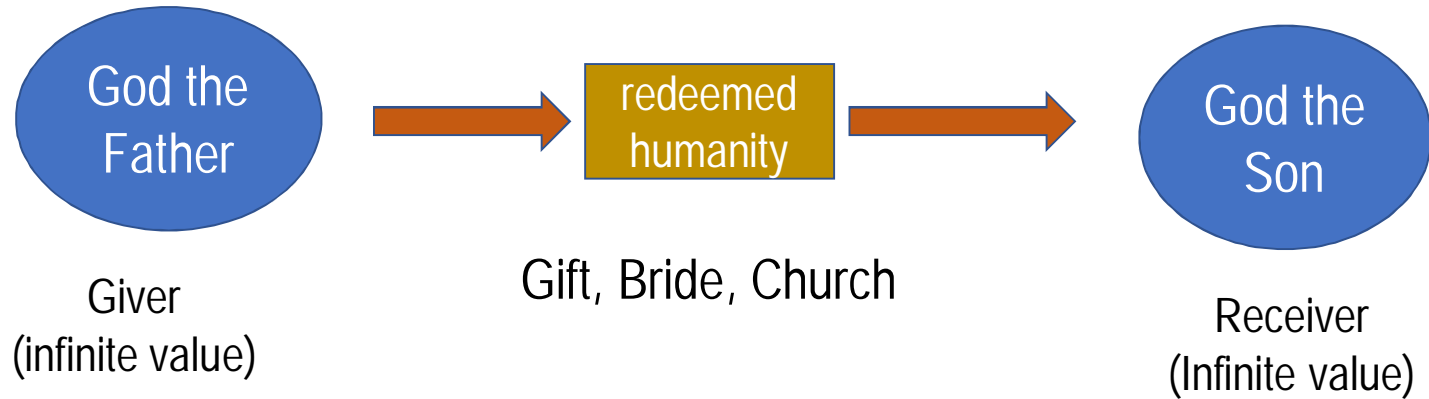 God the
Father
redeemed
humanity
God the
Son
Giver
(infinite value)
Gift, Bride, Church
Receiver
(Infinite value)